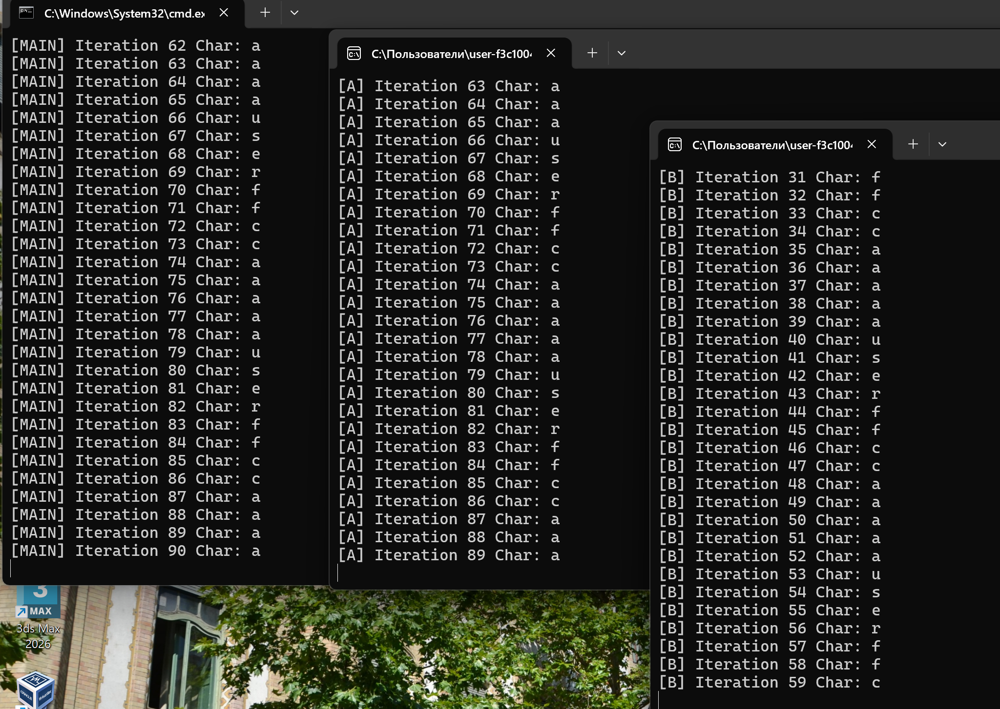 C:\Windows\System32\cmd.ex
[MAIN] Iteration 62 Char: a
[MAIN] Iteration 63 Char: a
[MAIN] Iteration 64 Char: a
[MAIN] Iteration 65 Char: a
[MAIN] Iteration 66 Char: u
[MAIN] Iteration 67 Char: s
[MAIN] Iteration 68 Char: e
[MAIN] Iteration 69 Char: r
[MAIN] Iteration 70 Char: f
[MAIN] Iteration 71 Char: f
[MAIN] Iteration 72 Char: c
[MAIN] Iteration 73 Char: c
[MAIN] Iteration 74 Char: a
[MAIN] Iteration 75 Char: a
[MAIN] Iteration 76 Char: a
[MAIN] Iteration 77 Char: a
[MAIN] Iteration 78 Char: a
[MAIN] Iteration 79 Char: u
[MAIN] Iteration 80 Char: s
[MAIN] Iteration 81 Char: e
[MAIN] Iteration 82 Char: r
[MAIN] Iteration 83 Char: f
[MAIN] Iteration 84 Char: f
[MAIN] Iteration 85 Char: c
[MAIN] Iteration 86 Char: c
[MAIN] Iteration 87 Char: a
[MAIN] Iteration 88 Char: a
[MAIN] Iteration 89 Char: a
[MAIN] Iteration 90 Char: a
C:\Пользователи\user-f3c1004
[A] Iteration 63 Char: a
[A] Iteration 64 Char: a
[A] Iteration 65 Char: a
[A] Iteration 66 Char: u
[A] Iteration 67 Char: s
[A] Iteration 68 Char: e
[A] Iteration 69 Char: r
[A] Iteration 70 Char: f
[A] Iteration 71 Char: f
[A] Iteration 72 Char: c
[A] Iteration 73 Char: c
[A] Iteration 74 Char: a
[A] Iteration 75 Char: a
[A] Iteration 76 Char: a
[A] Iteration 77 Char: a
[A] Iteration 78 Char: a
[A] Iteration 79 Char: u
[A] Iteration 80 Char: s
[A] Iteration 81 Char: e
[A] Iteration 82 Char: r
[A] Iteration 83 Char: f
[A] Iteration 84 Char: f
[A] Iteration 85 Char: c
[A] Iteration 86 Char: c
[A] Iteration 87 Char: a
[A] Iteration 88 Char: a
[A] Iteration 89 Char: a
C:\Пользователи\user-f3c1004
[B] Iteration 31 Char: f
[B] Iteration 32 Char: f
[B] Iteration 33 Char: c
[B] Iteration 34 Char: c
[B] Iteration 35 Char: a
[B] Iteration 36 Char: a
[B] Iteration 37 Char: a
[B] Iteration 38 Char: a
[B] Iteration 39 Char: a
[B] Iteration 40 Char: u
[B] Iteration 41 Char: s
[B] Iteration 42 Char: e
[B] Iteration 43 Char: r
[B] Iteration 44 Char: f
[B] Iteration 45 Char: f
[B] Iteration 46 Char: c
[B] Iteration 47 Char: c
[B] Iteration 48 Char: a
[B] Iteration 49 Char: a
[B] Iteration 50 Char: a
[B] Iteration 51 Char: a
[B] Iteration 52 Char: a
[B] Iteration 53 Char: u
[B] Iteration 54 Char: s
[B] Iteration 55 Char: e
[B] Iteration 56 Char: r
[B] Iteration 57 Char: f
[B] Iteration 58 Char: f
[B] Iteration 59 Char: c
3
MAX
3ds Max
2026
ORACLE
VirtualBox